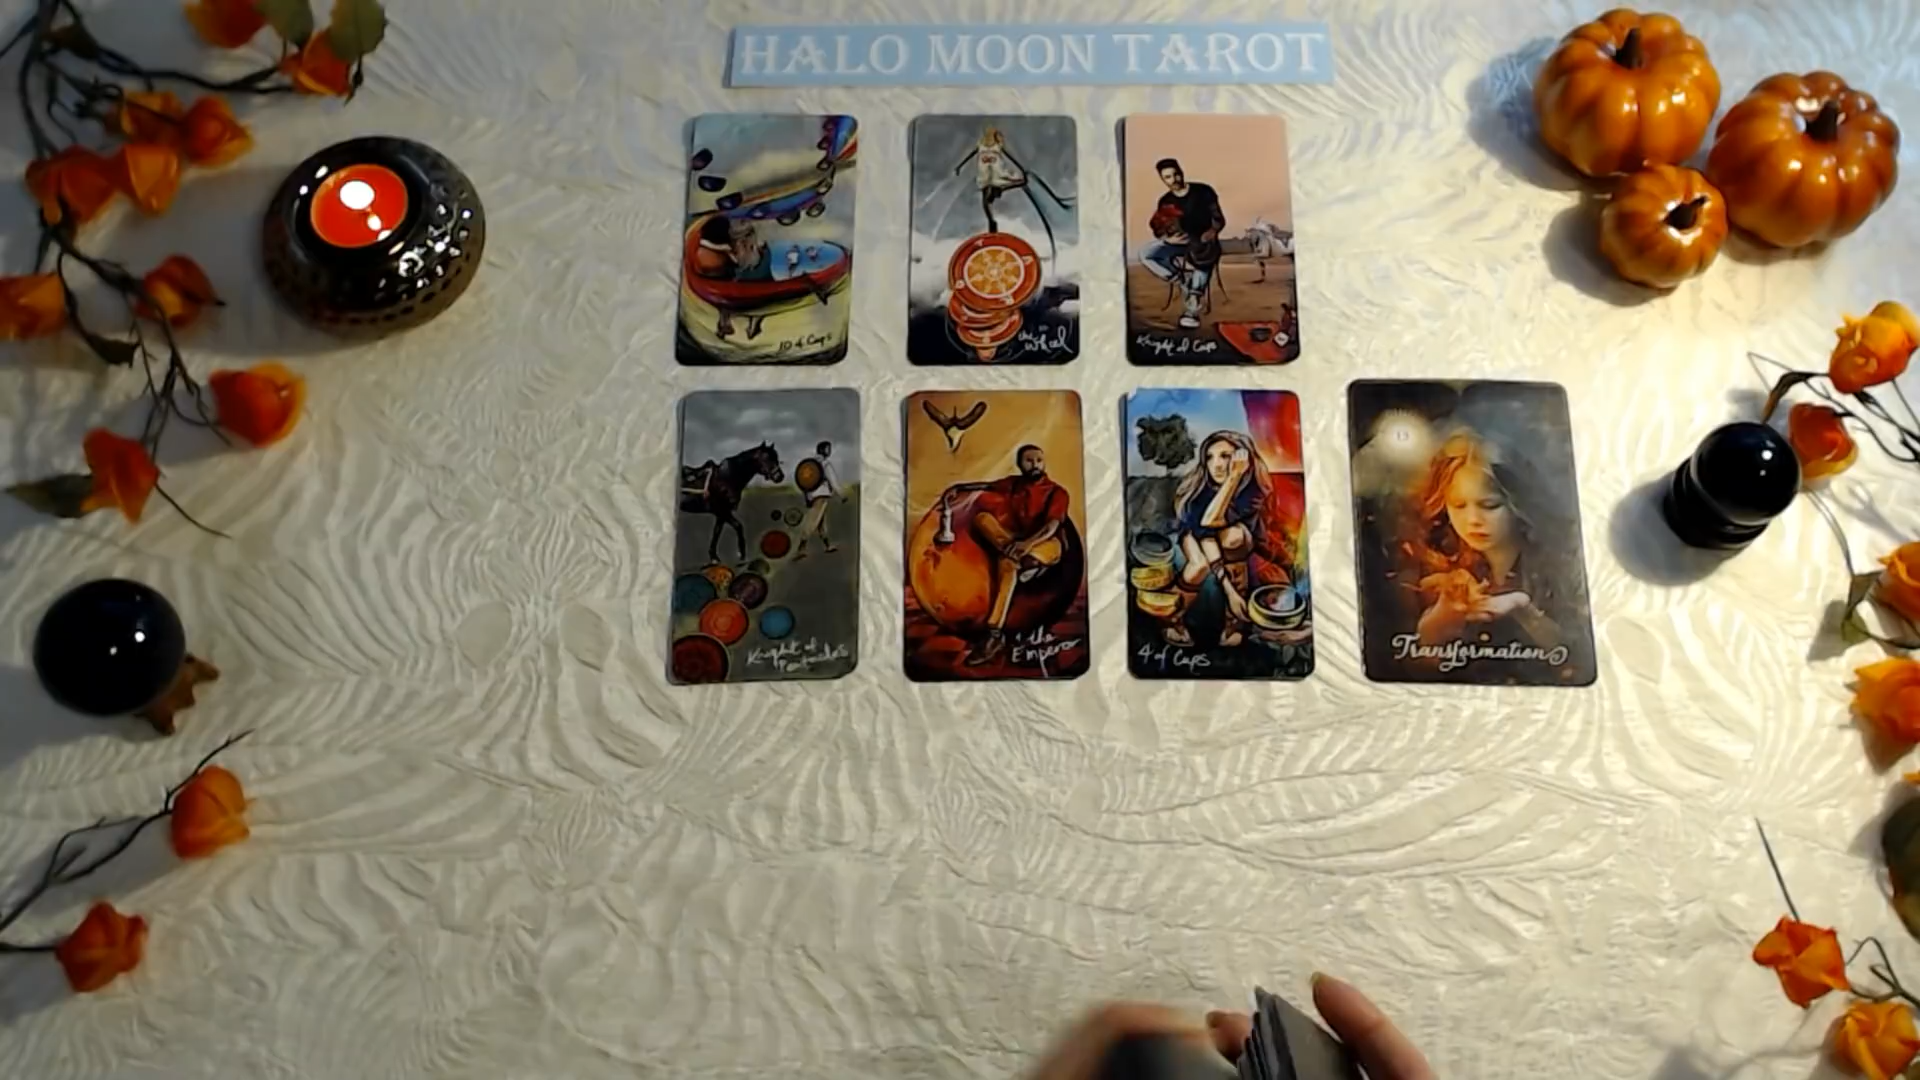 HALO MOON TAROT
10 of Cups
the Wheel
Knight of Cups
Knight of Pentacles
the Emperor
4 of Cups
13
Transformation